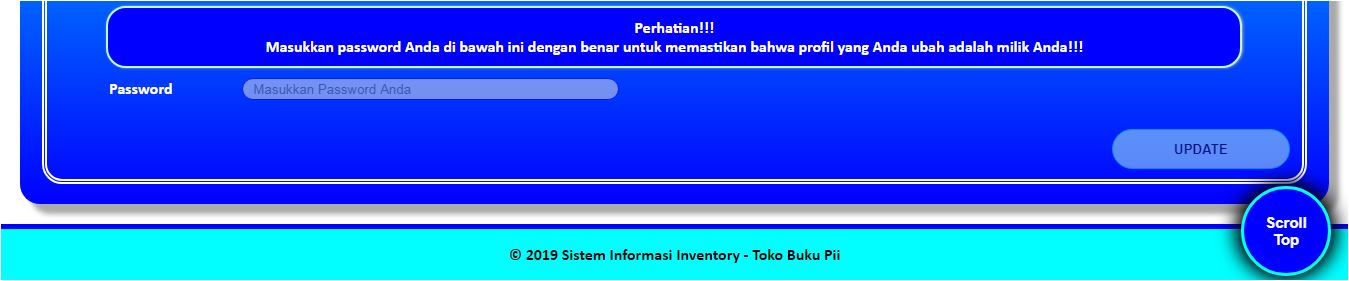 Perhatian!!!
Masukkan password Anda di bawah ini dengan benar untuk memastikan bahwa profil yang Anda ubah adalah milik Anda!!!
Password
Masukkan Password Anda
UPDATE
Scroll
Top
© 2019 Sistem Informasi Inventory - Toko Buku Pii